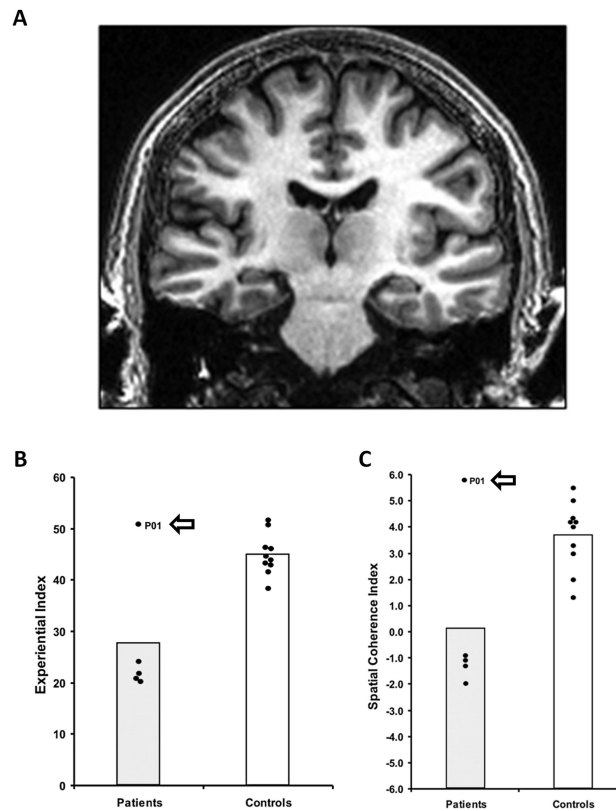 A
B
Experiential Index
60
50
40
30
20
10
0
P01
Patients
Controls
C
Spatial Coherence Index
6.0
5.0
4.0
3.0
2.0
1.0
0.0
-1.0
-2.0
-3.0
-4.0
-5.0
-6.0
P01
Patients
Controls